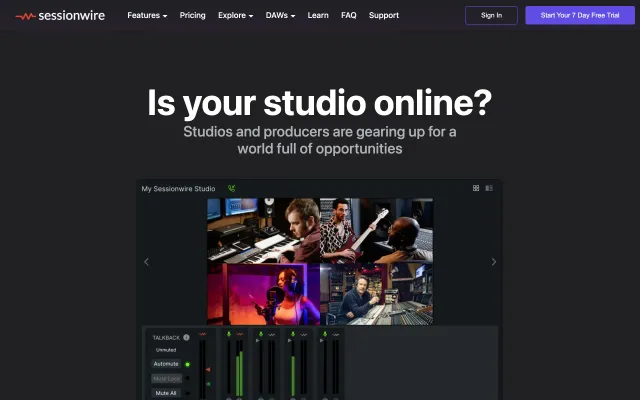 sessionwire Features Pricing Explore DAWs Learn FAQ Support Sign In Start Your 7 Day Free Trial
Is your studio online?
Studios and producers are gearing up for a
world full of opportunities
My Sessionwire Studio
TALKBACK
Unmuted
Automute
Mute All